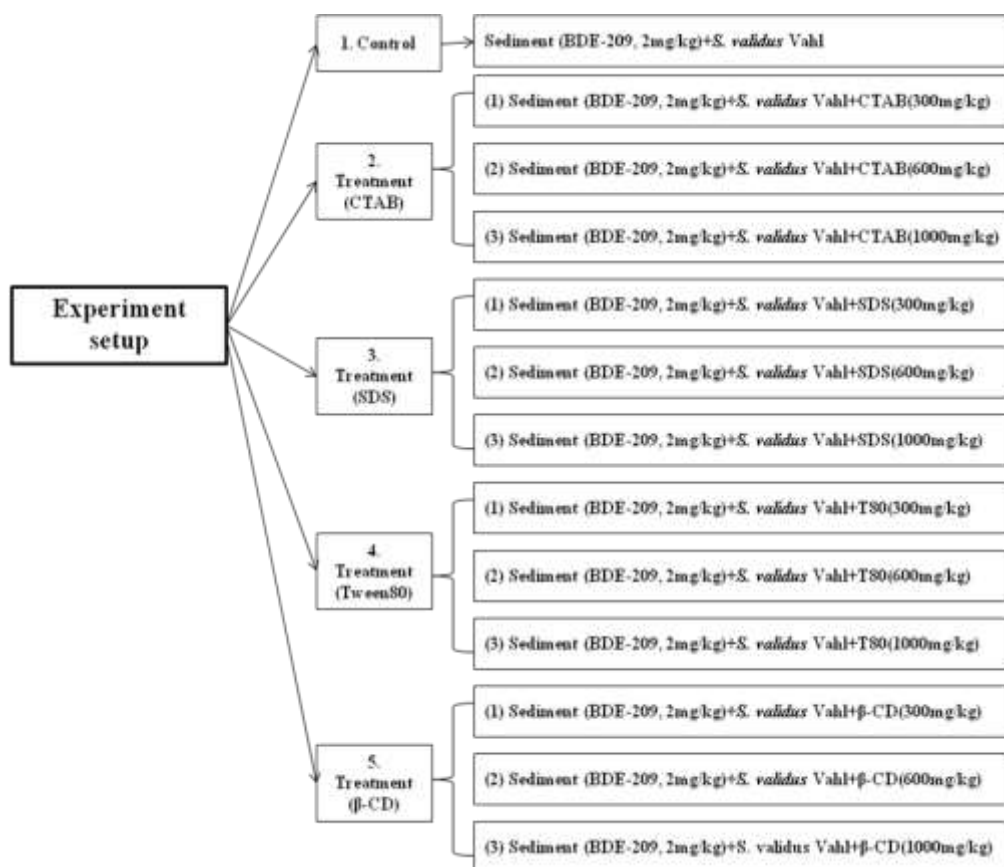 Experiment
setup
1. Control
Sediment (BDE-209, 2mg/kg)+S. validus Vahl
2.
Treatment
(CTAB)
(1) Sediment (BDE-209, 2mg/kg)+S. validus Vahl+CTAB(300mg/kg)
(2) Sediment (BDE-209, 2mg/kg)+S. validus Vahl+CTAB(600mg/kg)
(3) Sediment (BDE-209, 2mg/kg)+S. validus Vahl+CTAB(1000mg/kg)
3.
Treatment
(SDS)
(1) Sediment (BDE-209, 2mg/kg)+S. validus Vahl+SDS(300mg/kg)
(2) Sediment (BDE-209, 2mg/kg)+S. validus Vahl+SDS(600mg/kg)
(3) Sediment (BDE-209, 2mg/kg)+S. validus Vahl+SDS(1000mg/kg)
4.
Treatment
(Tween80)
(1) Sediment (BDE-209, 2mg/kg)+S. validus Vahl+T80(300mg/kg)
(2) Sediment (BDE-209, 2mg/kg)+S. validus Vahl+T80(600mg/kg)
(3) Sediment (BDE-209, 2mg/kg)+S. validus Vahl+T80(1000mg/kg)
5.
Treatment
(β-CD)
(1) Sediment (BDE-209, 2mg/kg)+S. validus Vahl+β-CD(300mg/kg)
(2) Sediment (BDE-209, 2mg/kg)+S. validus Vahl+β-CD(600mg/kg)
(3) Sediment (BDE-209, 2mg/kg)+S. validus Vahl+β-CD(1000mg/kg)